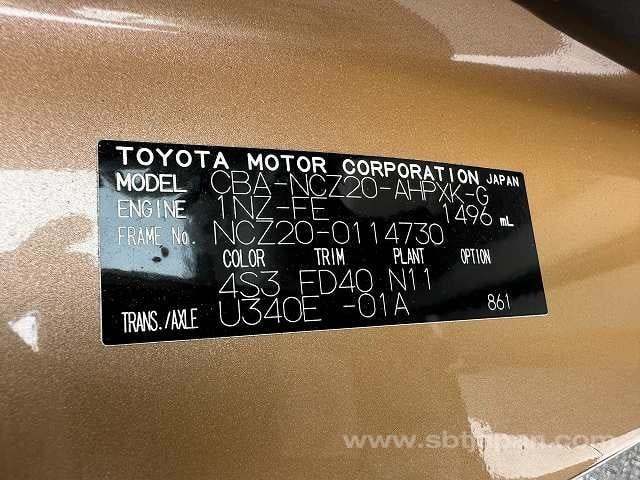 TOYOTA MOTOR CORPORATION JAPAN
MODEL CBA-NCZ20-AHPXK-G
ENGINE 1NZ-FE 1496 mL
FRAME No. NCZ20-0114730
COLOR TRIM PLANT OPTION
4S3 FD40 N11
TRANS./AXLE U340E -01A 861
www.sbtjapan.com